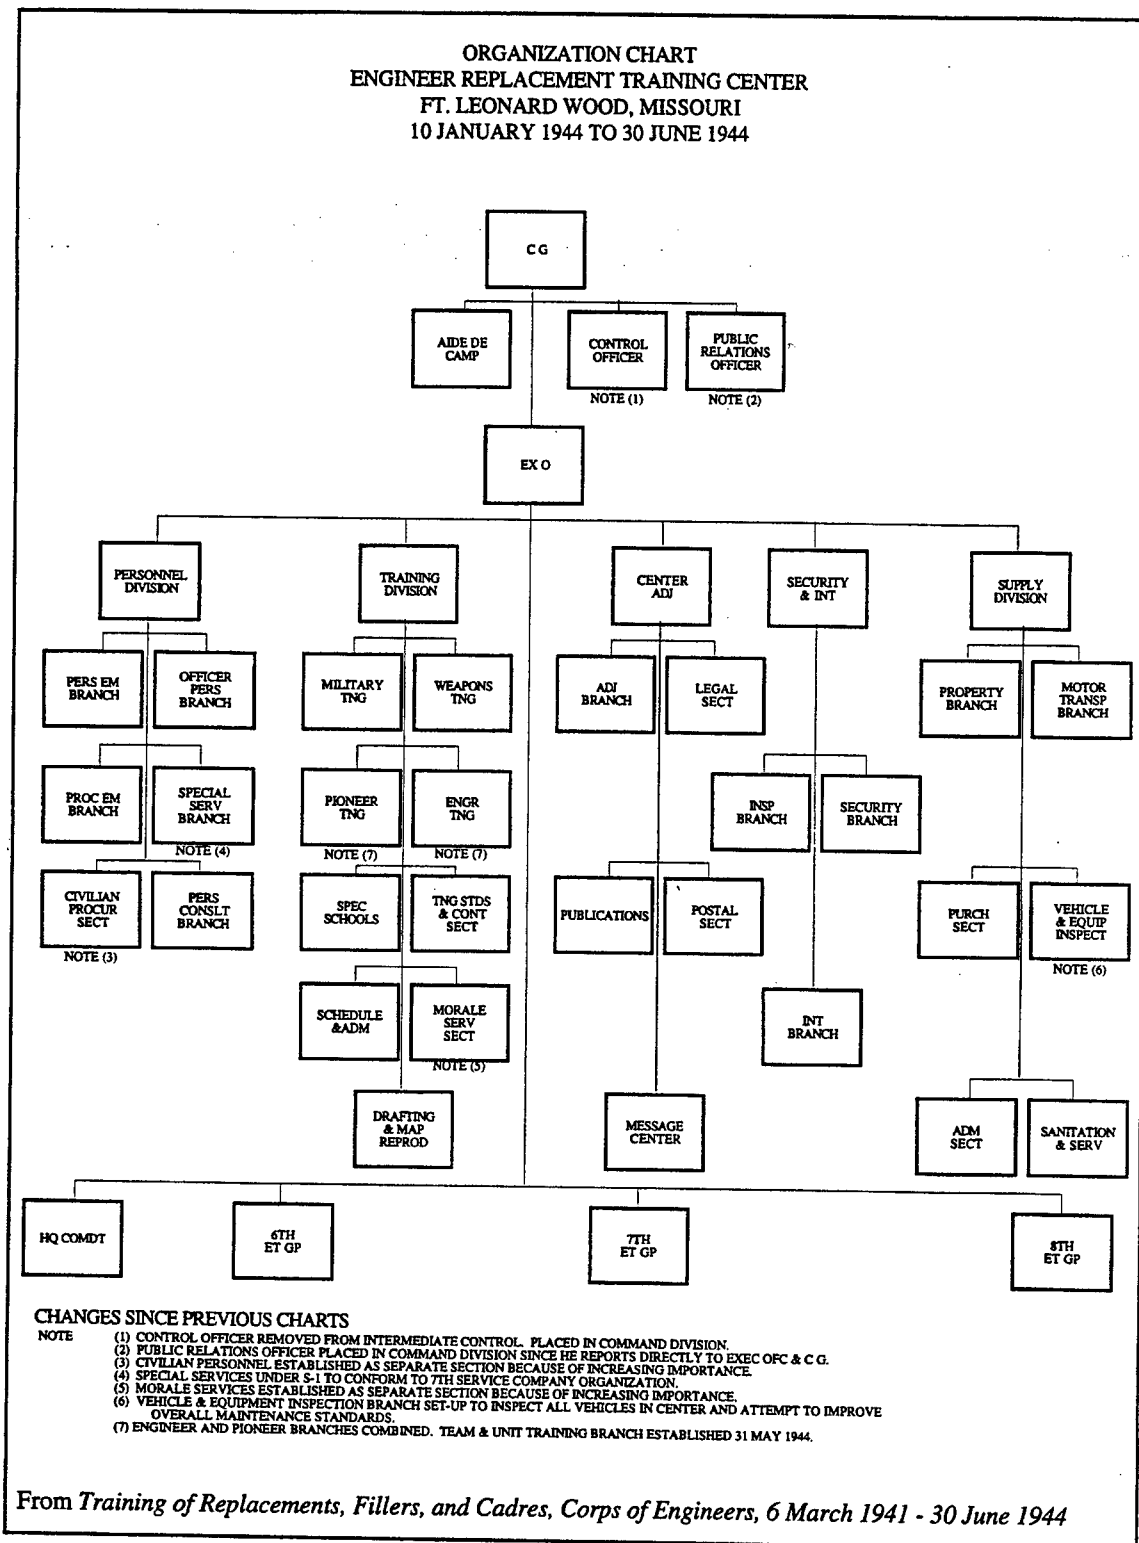 ORGANIZATION CHART
ENGINEER REPLACEMENT TRAINING CENTER
FT. LEONARD WOOD, MISSOURI
10 JANUARY 1944 TO 30 JUNE 1944
C G
AIDE DE
CAMP
CONTROL
OFFICER
NOTE (1)
PUBLIC
RELATIONS
OFFICER
NOTE (2)
EX O
PERSONNEL
DIVISION
TRAINING
DIVISION
CENTER
ADJ
SECURITY
& INT
SUPPLY
DIVISION
PERS EM
BRANCH
OFFICER
PERS
BRANCH
MILITARY
TNG
WEAPONS
TNG
ADJ
BRANCH
LEGAL
SECT
PROPERTY
BRANCH
MOTOR
TRANSP
BRANCH
PROC EM
BRANCH
SPECIAL
SERV
BRANCH
NOTE (4)
PIONEER
TNG
NOTE (7)
ENGR
TNG
NOTE (7)
INSP
BRANCH
SECURITY
BRANCH
CIVILIAN
PROCUR
SECT
NOTE (3)
PERS
CONSLT
BRANCH
SPEC
SCHOOLS
TNG STDS
& CONT
SECT
PUBLICATIONS
POSTAL
SECT
PURCH
SECT
VEHICLE
& EQUIP
INSPECT
NOTE (6)
SCHEDULE
&ADM
MORALE
SERV
SECT
NOTE (5)
INT
BRANCH
DRAFTING
& MAP
REPROD
MESSAGE
CENTER
ADM
SECT
SANITATION
& SERV
HQ COMDT
6TH
ET GP
7TH
ET GP
8TH
ET GP
CHANGES SINCE PREVIOUS CHARTS
NOTE (1) CONTROL OFFICER REMOVED FROM INTERMEDIATE CONTROL. PLACED IN COMMAND DIVISION.
(2) PUBLIC RELATIONS OFFICER PLACED IN COMMAND DIVISION SINCE HE REPORTS DIRECTLY TO EXEC OFC & C G.
(3) CIVILIAN PERSONNEL ESTABLISHED AS SEPARATE SECTION BECAUSE OF INCREASING IMPORTANCE.
(4) SPECIAL SERVICES UNDER S-1 TO CONFORM TO 7TH SERVICE COMPANY ORGANIZATION.
(5) MORALE SERVICES ESTABLISHED AS SEPARATE SECTION BECAUSE OF INCREASING IMPORTANCE.
(6) VEHICLE & EQUIPMENT INSPECTION BRANCH SET-UP TO INSPECT ALL VEHICLES IN CENTER AND ATTEMPT TO IMPROVE
OVERALL MAINTENANCE STANDARDS.
(7) ENGINEER AND PIONEER BRANCHES COMBINED. TEAM & UNIT TRAINING BRANCH ESTABLISHED 31 MAY 1944.
From Training of Replacements, Fillers, and Cadres, Corps of Engineers, 6 March 1941 - 30 June 1944